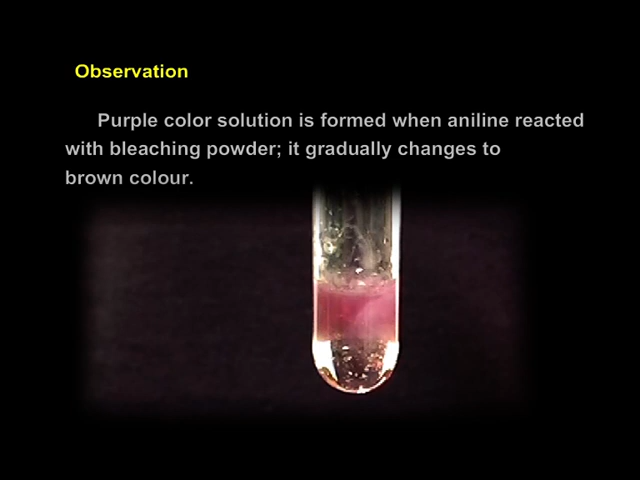 Observation
Purple color solution is formed when aniline reacted
with bleaching powder; it gradually changes to
brown colour.